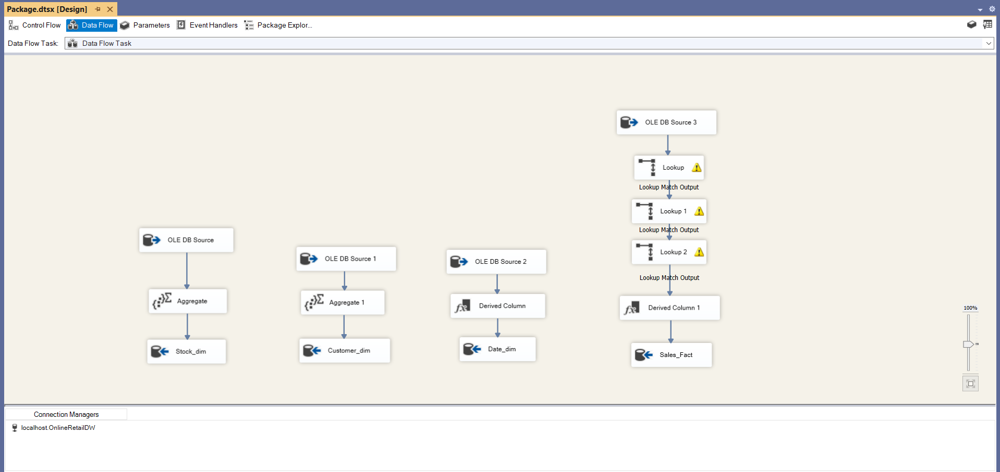 Package.dtsx [Design]
Control Flow
Data Flow
Parameters
Event Handlers
Package Explor...
Data Flow Task:
Data Flow Task
OLE DB Source 3
Lookup
Lookup Match Output
Lookup 1
Lookup Match Output
Lookup 2
Lookup Match Output
Derived Column 1
Sales_Fact
OLE DB Source
Aggregate
Stock_dim
OLE DB Source 1
Aggregate 1
Customer_dim
OLE DB Source 2
Derived Column
Date_dim
100%
Connection Managers
localhost.OnlineRetailDW